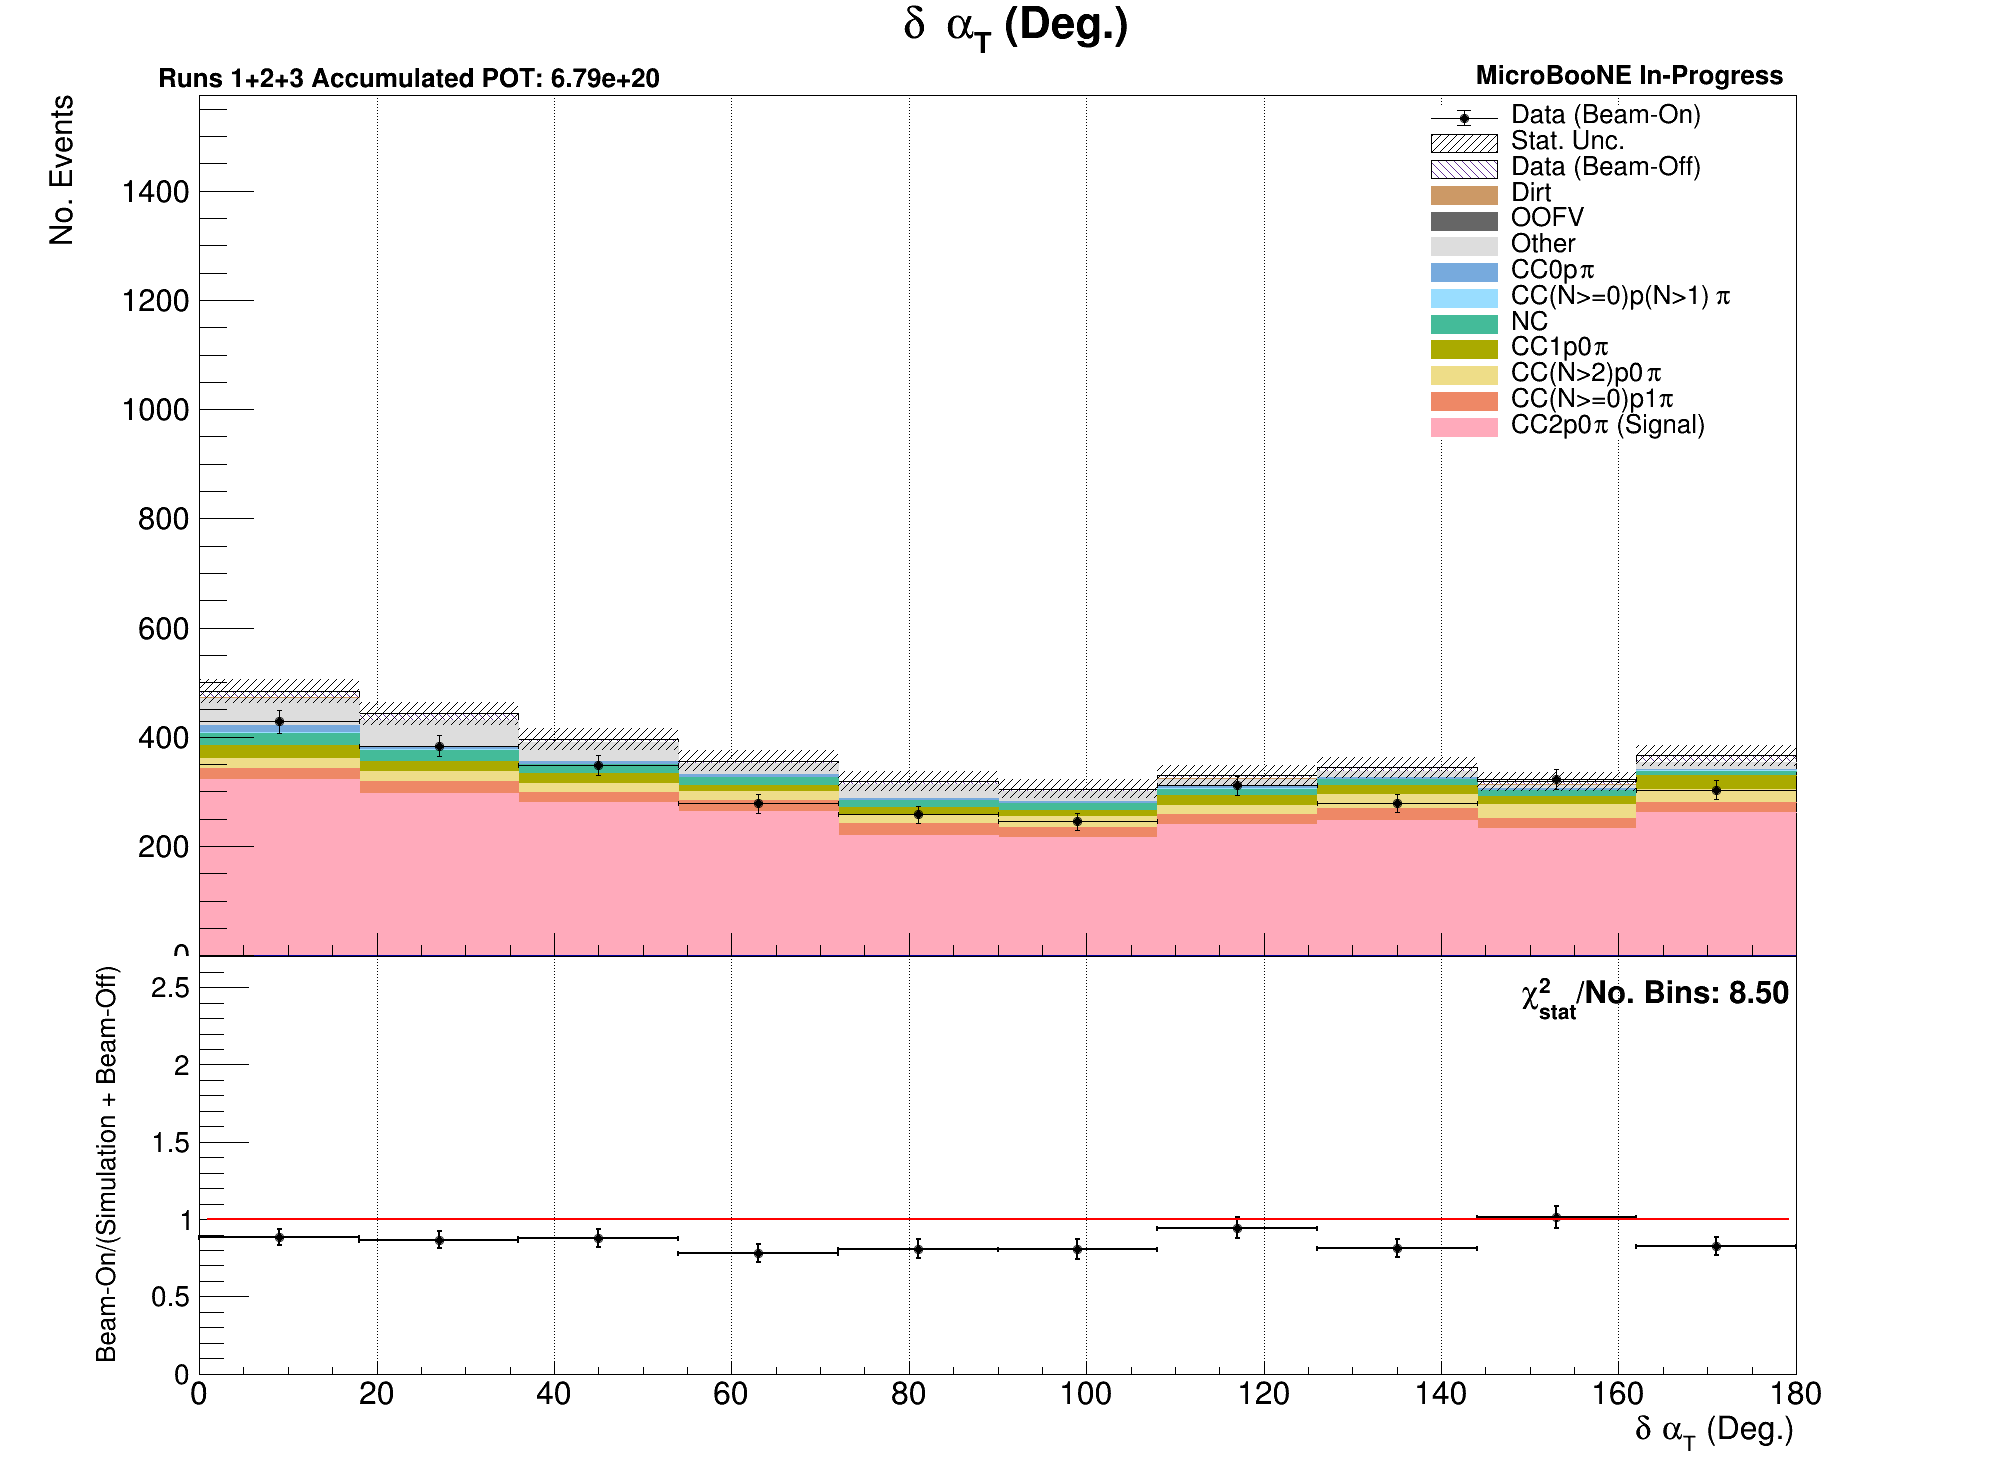 δ α_T (Deg.)
Runs 1+2+3 Accumulated POT: 6.79e+20
MicroBooNE In-Progress
No. Events
1400
1200
1000
800
600
400
200
0
Data (Beam-On)
Stat. Unc.
Data (Beam-Off)
Dirt
OOFV
Other
CC0pπ
CC(N>=0)p(N>1) π
NC
CC1p0π
CC(N>2)p0π
CC(N>=0)p1π
CC2p0π (Signal)
Beam-On/(Simulation + Beam-Off)
2.5
2
1.5
1
0.5
0
χ²_stat/No. Bins: 8.50
0 20 40 60 80 100 120 140 160 180
δ α_T (Deg.)